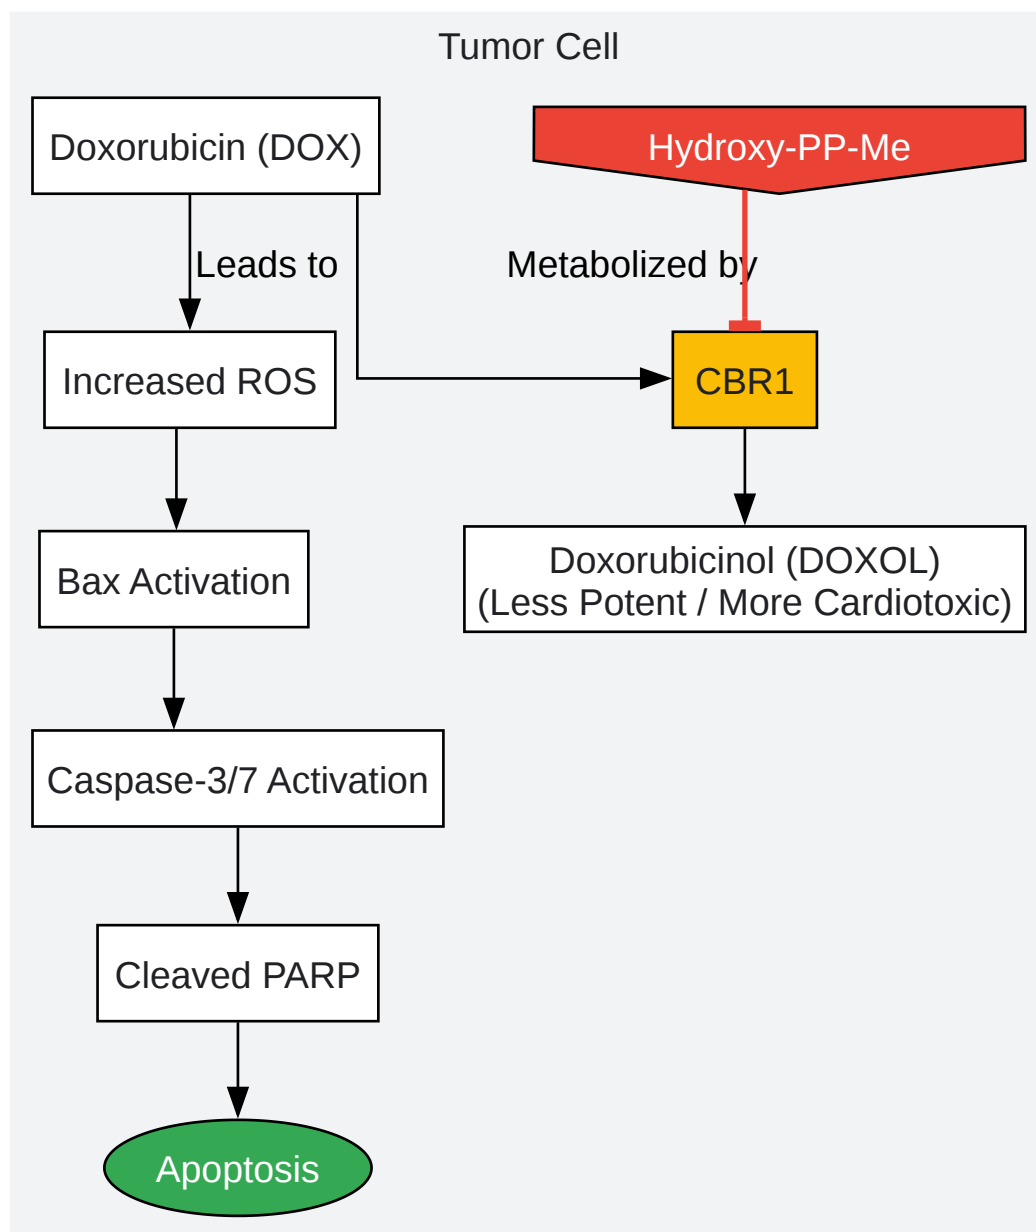 Tumor Cell
Doxorubicin (DOX)
Hydroxy-PP-Me
Leads to
Metabolized by
Increased ROS
CBR1
Bax Activation
Doxorubicinol (DOXOL)
(Less Potent / More Cardiotoxic)
Caspase-3/7 Activation
Cleaved PARP
Apoptosis